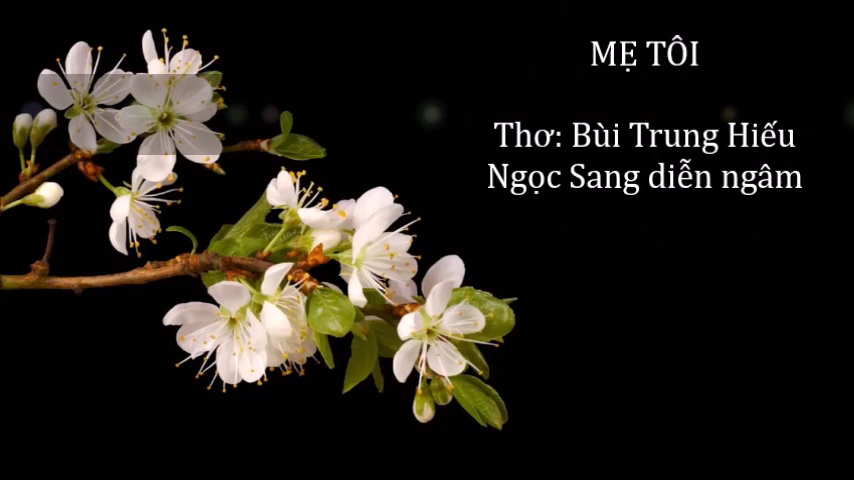 MẸ TÔI
Thơ: Bùi Trung Hiếu
Ngọc Sang diễn ngâm